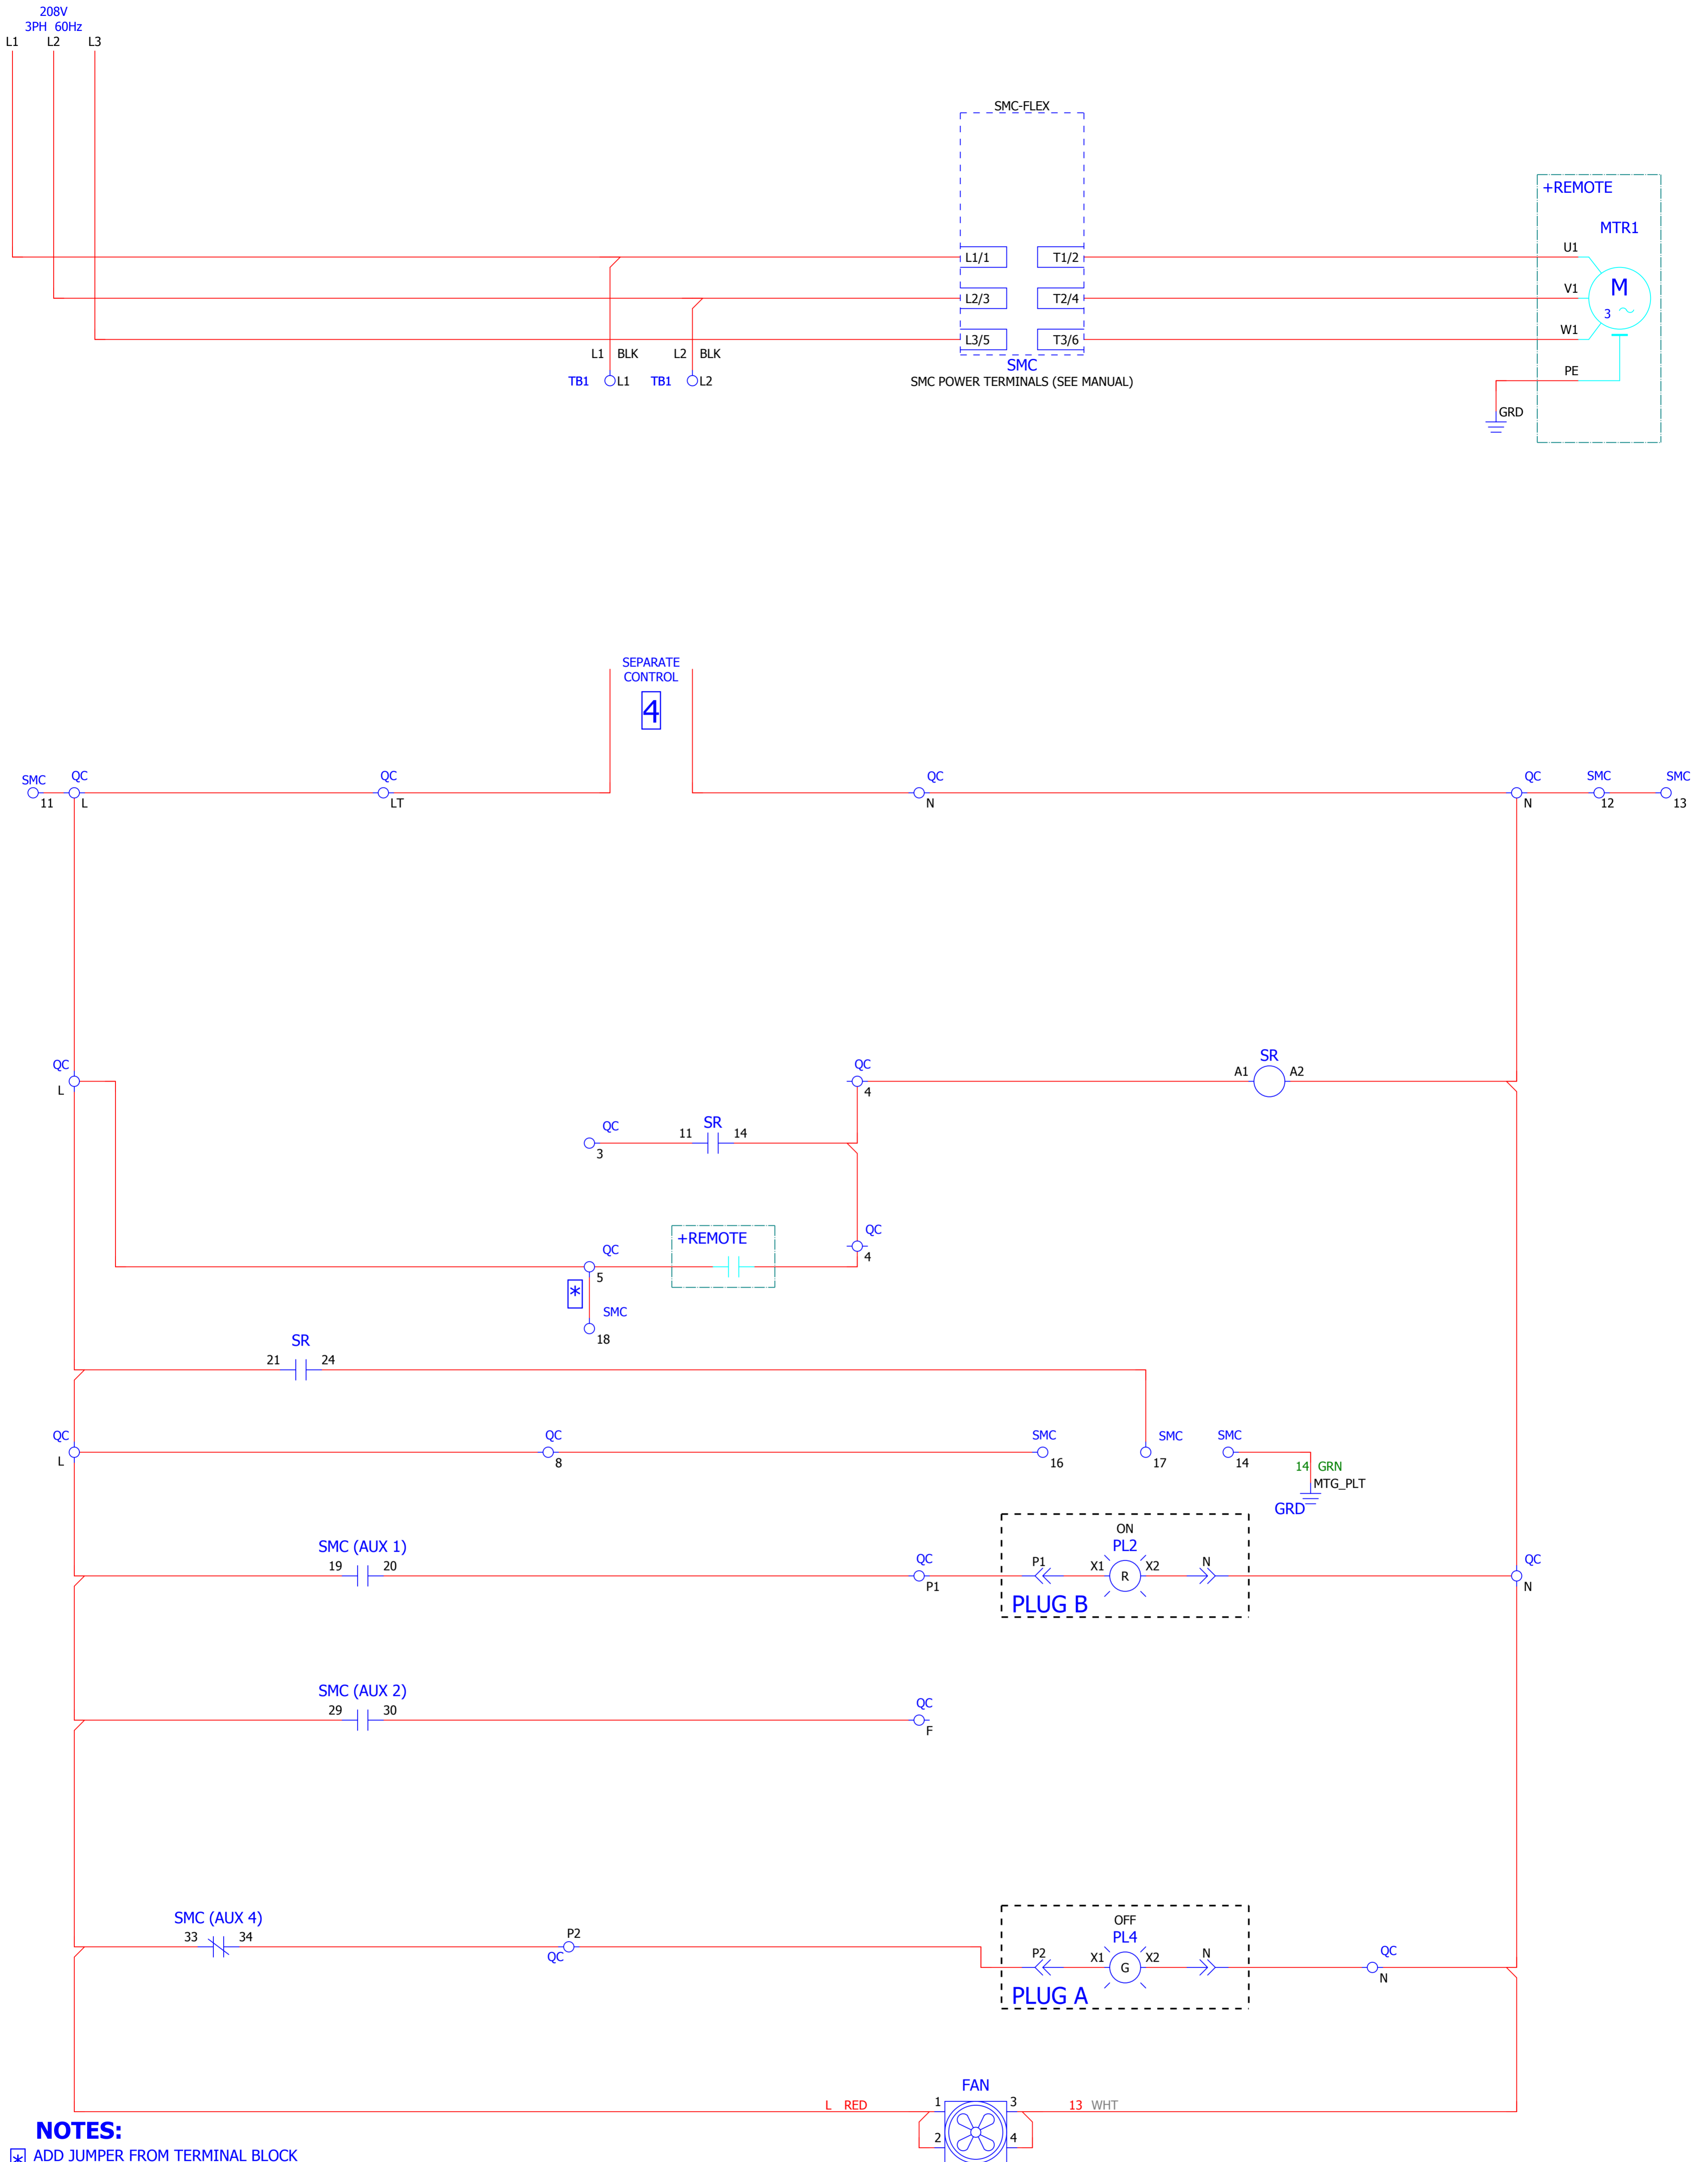 208V
3PH 60Hz
L1 L2 L3
SMC-FLEX
+REMOTE
MTR1
L1/1 T1/2 U1
L2/3 T2/4 V1 M
3
L3/5 T3/6 W1
L1 BLK L2 BLK
SMC
TB1 L1 TB1 L2
SMC POWER TERMINALS (SEE MANUAL)
PE
GRD
SEPARATE
CONTROL
4
SMC QC QC QC QC SMC SMC
11 L LT N N 12 13
QC QC SR
L 4 A1 A2
QC SR
3 11 14
QC +REMOTE QC
5 4
*
SMC
18
SR
21 24
QC QC SMC SMC SMC
L 8 16 17 14
14 GRN
MTG_PLT
GRD
ON
SMC (AUX 1) PL2
19 20 QC P1 X1 R X2 N QC
P1 N
PLUG B
SMC (AUX 2)
29 30 QC
F
OFF
SMC (AUX 4) PL4
33 34 P2
QC
P2 X1 G X2 N QC
N
PLUG A
FAN
L RED 1 3 13 WHT
2 4
NOTES:
* ADD JUMPER FROM TERMINAL BLOCK